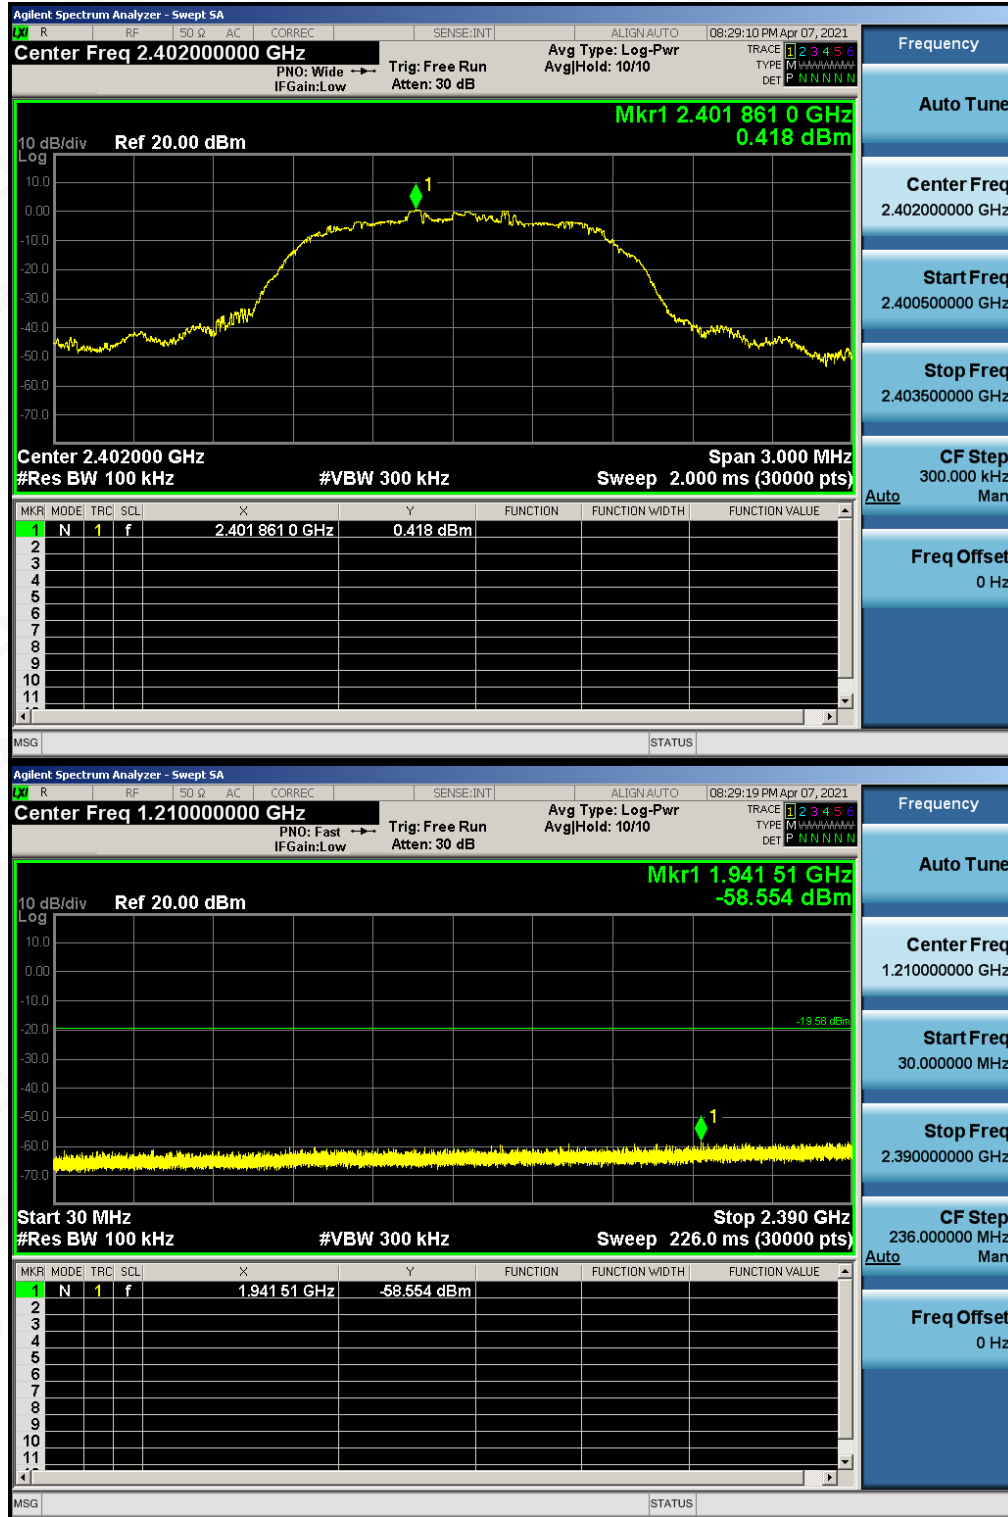 Agilent Spectrum Analyzer - Swept SA
LXI R RF 50 Ω AC CORREC SENSE:INT ALIGN AUTO 08:29:10 PM Apr 07, 2021
Center Freq 2.402000000 GHz
PNO: Wide
IFGain:Low
Trig: Free Run
Atten: 30 dB
Avg Type: Log-Pwr
Avg|Hold: 10/10
TRACE 1 2 3 4 5 6
TYPE M
DET P N N N N N
Mkr1 2.401 861 0 GHz
0.418 dBm
10 dB/div Ref 20.00 dBm
Log
10.0
0.00
-10.0
-20.0
-30.0
-40.0
-50.0
-60.0
-70.0
1
Center 2.402000 GHz Span 3.000 MHz
#Res BW 100 kHz #VBW 300 kHz Sweep 2.000 ms (30000 pts)
MKR MODE TRC SCL X Y FUNCTION FUNCTION WIDTH FUNCTION VALUE
1 N 1 f 2.401 861 0 GHz 0.418 dBm
2
3
4
5
6
7
8
9
10
11
MSG STATUS
Frequency
Auto Tune
Center Freq
2.402000000 GHz
Start Freq
2.400500000 GHz
Stop Freq
2.403500000 GHz
CF Step
300.000 kHz
Auto Man
Freq Offset
0 Hz
Agilent Spectrum Analyzer - Swept SA
LXI R RF 50 Ω AC CORREC SENSE:INT ALIGN AUTO 08:29:19 PM Apr 07, 2021
Center Freq 1.210000000 GHz
PNO: Fast
IFGain:Low
Trig: Free Run
Atten: 30 dB
Avg Type: Log-Pwr
Avg|Hold: 10/10
TRACE 1 2 3 4 5 6
TYPE M
DET P N N N N N
Mkr1 1.941 51 GHz
-58.554 dBm
10 dB/div Ref 20.00 dBm
Log
10.0
0.00
-10.0
-20.0
-30.0
-40.0
-50.0
-60.0
-70.0
-19.58 dBm
1
Start 30 MHz Stop 2.390 GHz
#Res BW 100 kHz #VBW 300 kHz Sweep 226.0 ms (30000 pts)
MKR MODE TRC SCL X Y FUNCTION FUNCTION WIDTH FUNCTION VALUE
1 N 1 f 1.941 51 GHz -58.554 dBm
2
3
4
5
6
7
8
9
10
11
MSG STATUS
Frequency
Auto Tune
Center Freq
1.210000000 GHz
Start Freq
30.000000 MHz
Stop Freq
2.390000000 GHz
CF Step
236.000000 MHz
Auto Man
Freq Offset
0 Hz